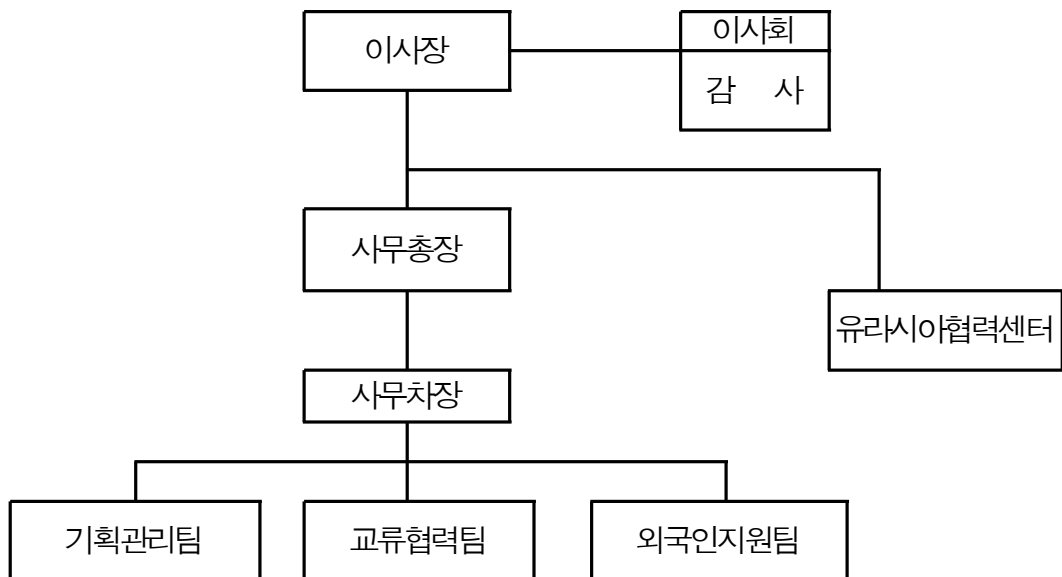 이사장
이사회
감 사
사무총장
유라시아협력센터
사무차장
기획관리팀
교류협력팀
외국인지원팀